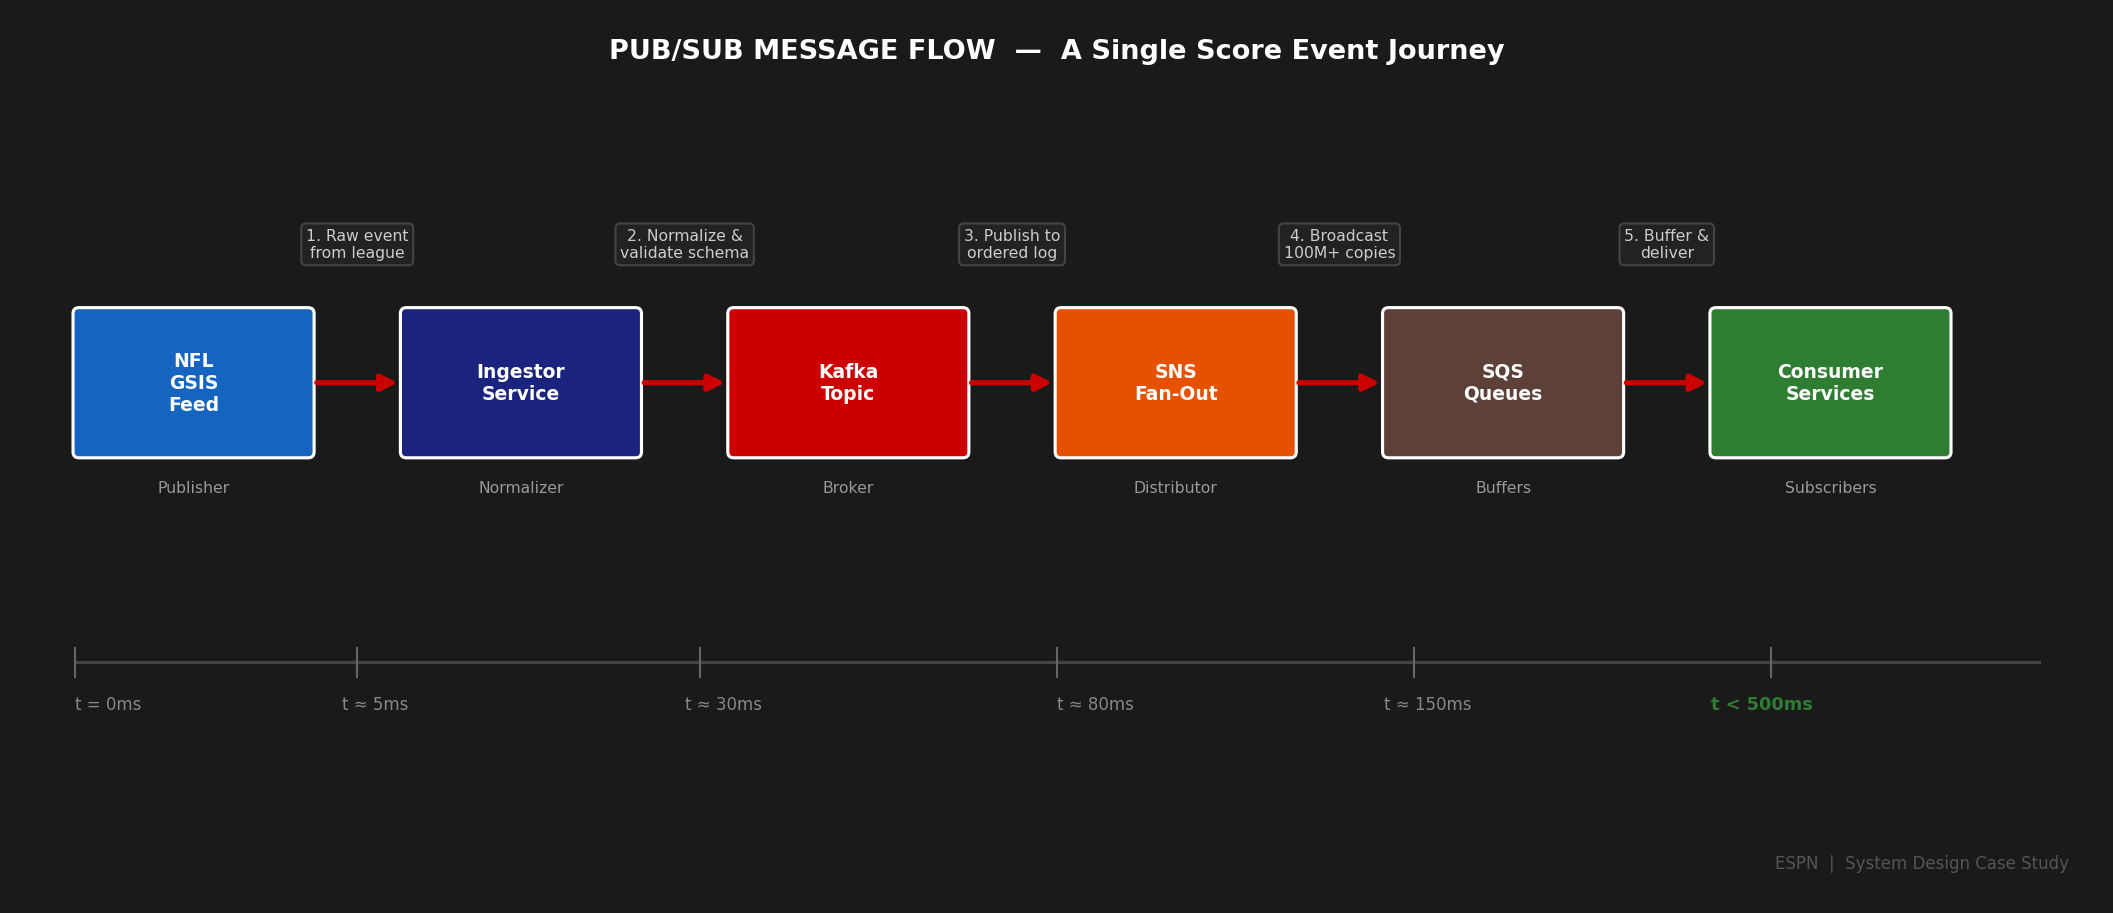 PUB/SUB MESSAGE FLOW — A Single Score Event Journey
1. Raw event
from league
2. Normalize &
validate schema
3. Publish to
ordered log
4. Broadcast
100M+ copies
5. Buffer &
deliver
NFL
GSIS
Feed
Ingestor
Service
Kafka
Topic
SNS
Fan-Out
SQS
Queues
Consumer
Services
Publisher
Normalizer
Broker
Distributor
Buffers
Subscribers
t = 0ms
t ≈ 5ms
t ≈ 30ms
t ≈ 80ms
t ≈ 150ms
t < 500ms
ESPN | System Design Case Study